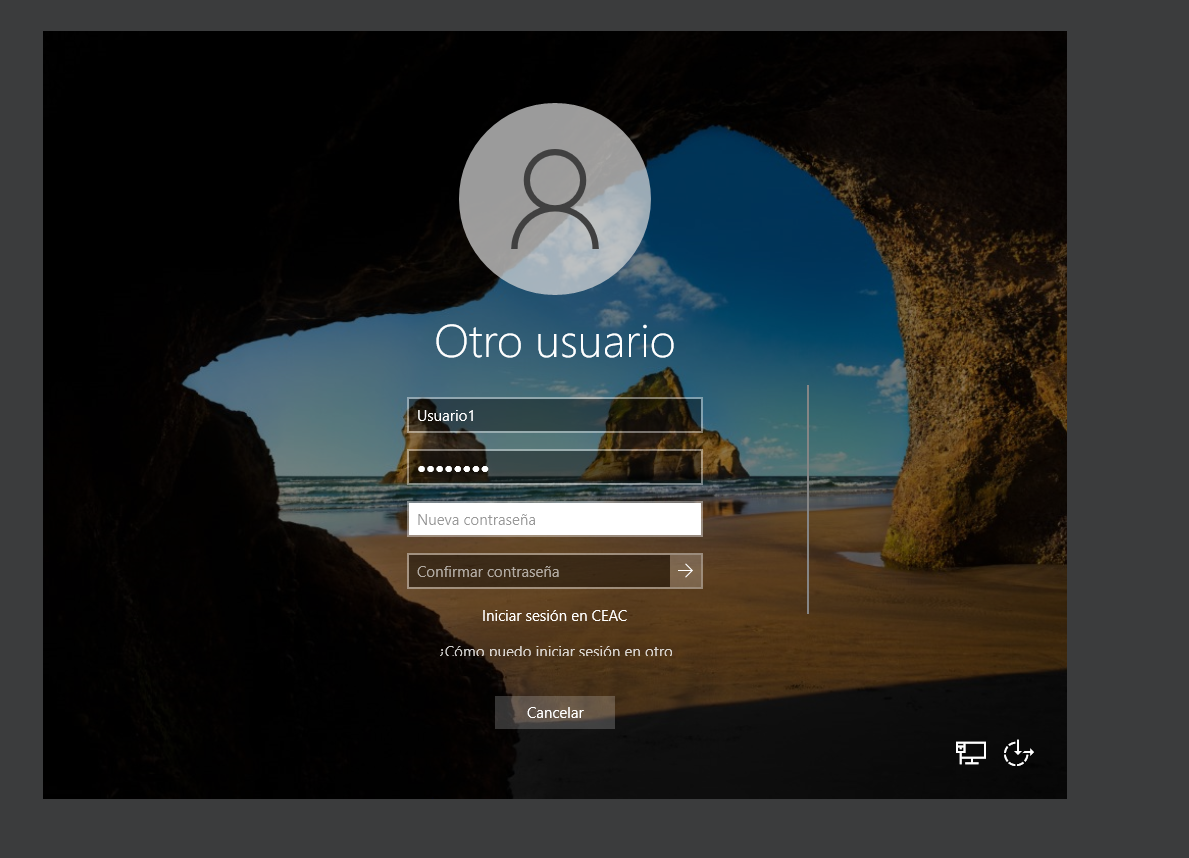 Otro usuario
Usuario1
Nueva contraseña
Confirmar contraseña
Iniciar sesión en CEAC
¿Cómo puedo iniciar sesión en otro
Cancelar